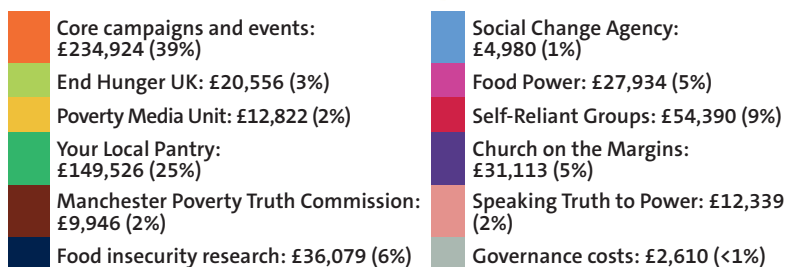 Core campaigns and events:
£234,924 (39%)
End Hunger UK: £20,556 (3%)
Poverty Media Unit: £12,822 (2%)
Your Local Pantry:
£149,526 (25%)
Manchester Poverty Truth Commission:
£9,946 (2%)
Food insecurity research: £36,079 (6%)
Social Change Agency:
£4,980 (1%)
Food Power: £27,934 (5%)
Self-Reliant Groups: £54,390 (9%)
Church on the Margins:
£31,113 (5%)
Speaking Truth to Power: £12,339
(2%)
Governance costs: £2,610 (<1%)